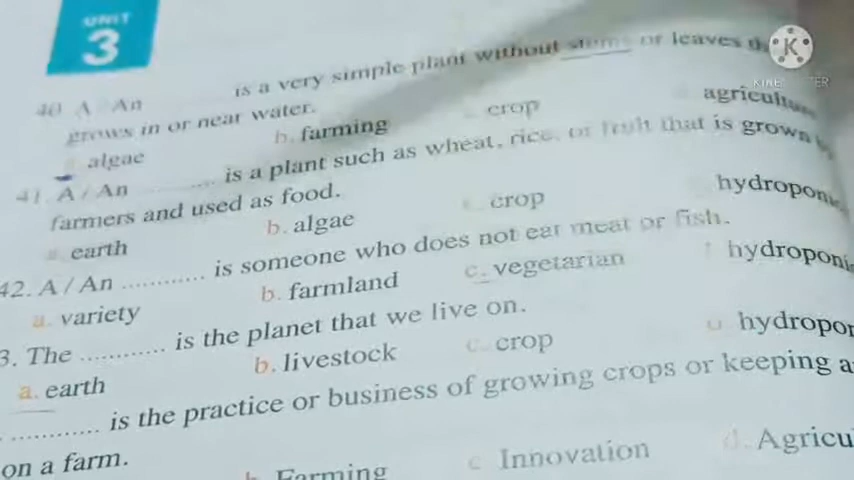 UNIT
3
40. A / An ............ is a very simple plant without stems or leaves
grows in or near water.
algae b. farming crop agriculture
41. A / An ............ is a plant such as wheat, rice, or fruit that is grown by
farmers and used as food.
a. earth b. algae c. crop hydroponics
42. A / An ............ is someone who does not eat meat or fish.
a. variety b. farmland c. vegetarian hydroponics
3. The ............ is the planet that we live on.
a. earth b. livestock c. crop hydropon
............ is the practice or business of growing crops or keeping a
on a farm.
b. Farming c. Innovation d. Agricu
K
KINEMASTER